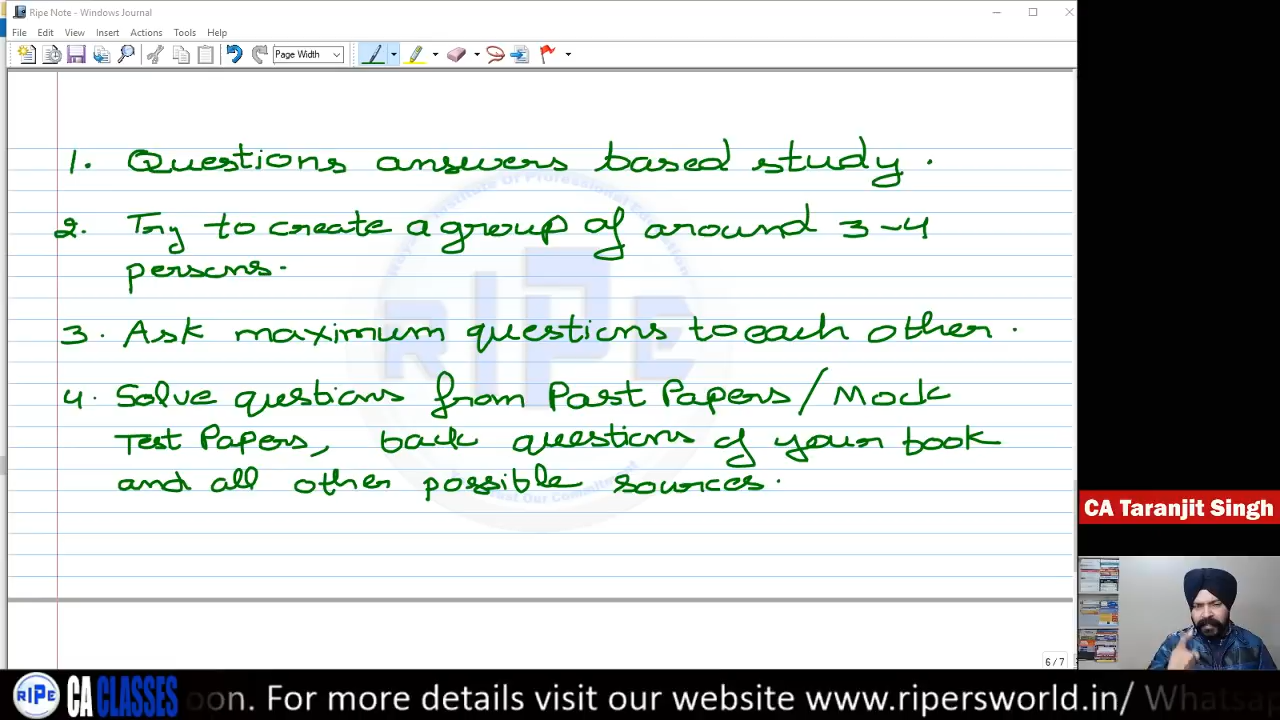 Ripe Note - Windows Journal
File Edit View Insert Actions Tools Help
Page Width
1. Questions answers based study.
2. Try to create a group of around 3-4
persons.
3. Ask maximum questions to each other.
4. Solve questions from Past Papers/Mock
Test Papers, back questions of your book
and all other possible sources.
RIPE
CA Taranjit Singh
6/7
RIPE CA CLASSES oon. For more details visit our website www.ripersworld.in/ Whatsap